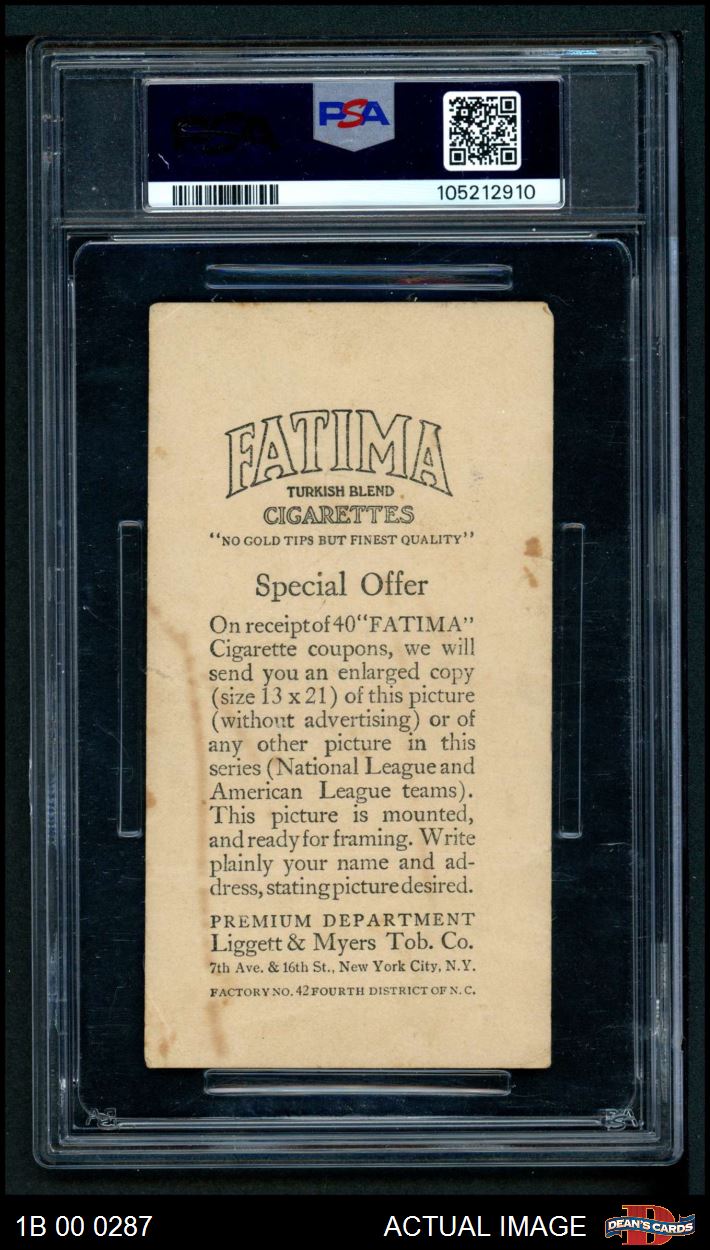 PSA
PSA
105212910
FATIMA
TURKISH BLEND
CIGARETTES
"NO GOLD TIPS BUT FINEST QUALITY"
Special Offer
On receipt of 40 "FATIMA"
Cigarette coupons, we will
send you an enlarged copy
(size 13 x 21) of this picture
(without advertising) or of
any other picture in this
series (National League and
American League teams).
This picture is mounted,
and ready for framing. Write
plainly your name and ad-
dress, stating picture desired.
PREMIUM DEPARTMENT
Liggett & Myers Tob. Co.
7th Ave. & 16th St., New York City, N.Y.
FACTORY NO. 42 FOURTH DISTRICT OF N. C.
PSA
PSA
1B 00 0287
ACTUAL IMAGE
DEAN'S CARDS